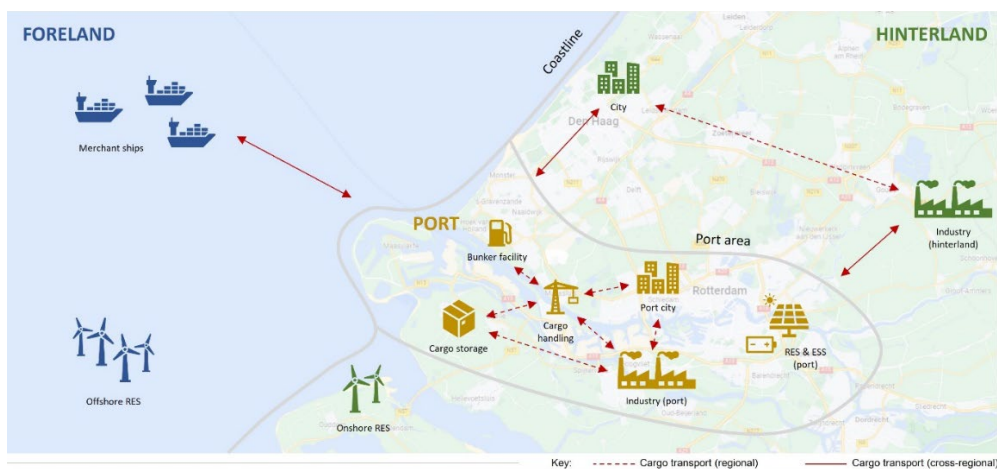 FORELAND
HINTERLAND
Coastline
Merchant ships
City
Den Haag
Delft
Industry
(hinterland)
PORT
Port area
Bunker facility
Rotterdam
Cargo storage
Cargo
handling
Port city
RES & ESS
(port)
Offshore RES
Onshore RES
Industry (port)
Key:
Cargo transport (regional)
Cargo transport (cross-regional)